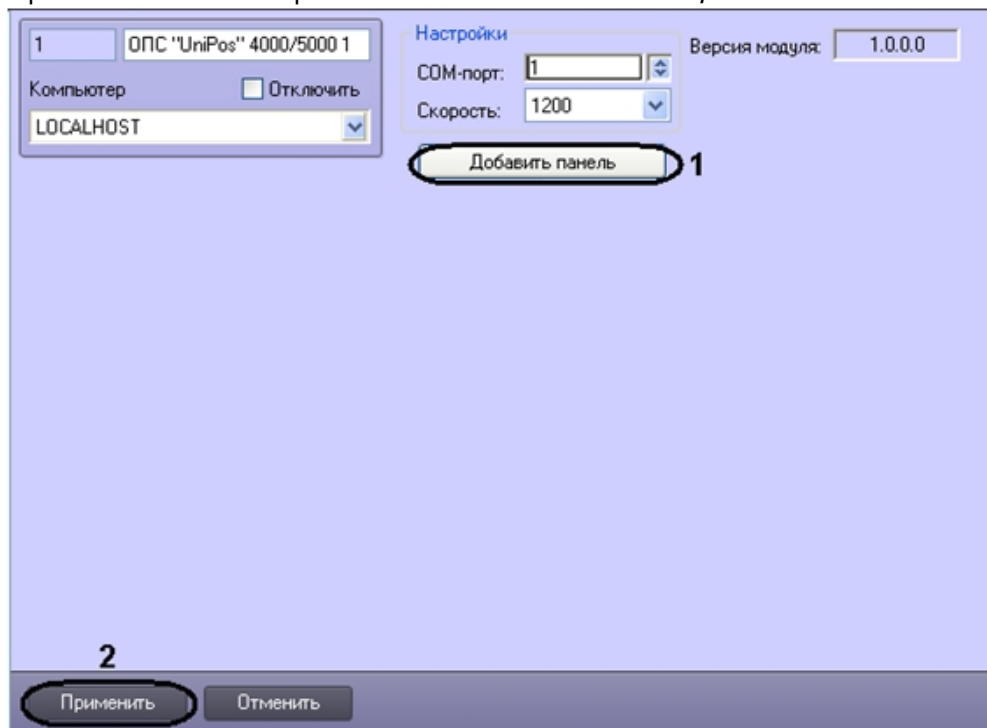 1
ОПС "UniPos" 4000/5000 1
Компьютер
Отключить
LOCALHOST
Настройки
COM-порт:
1
Скорость:
1200
Версия модуля:
1.0.0.0
Добавить панель
1
2
Применить
Отменить